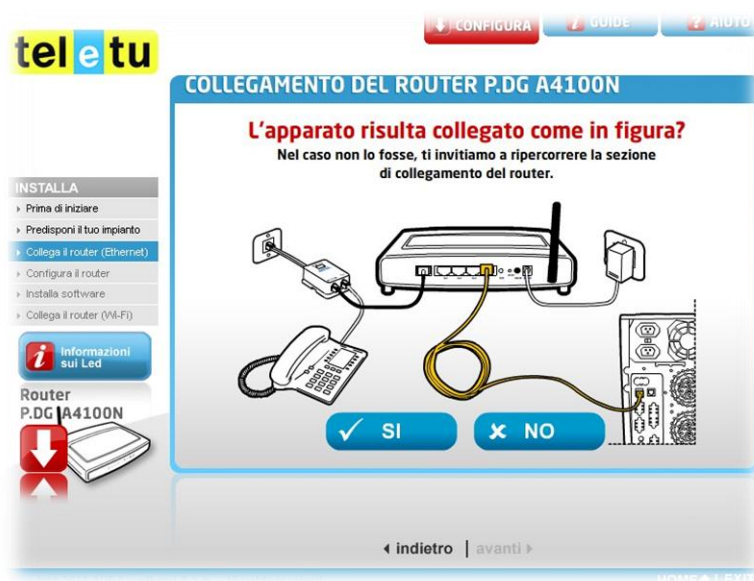 tel e tu
CONFIGURA
GUIDE
AIUTO
COLLEGAMENTO DEL ROUTER P.DG A4100N
L'apparato risulta collegato come in figura?
Nel caso non lo fosse, ti invitiamo a ripercorrere la sezione
di collegamento del router.
INSTALLA
Prima di iniziare
Predisponi il tuo impianto
Collega il router (Ethernet)
Configura il router
Installa software
Collega il router (Wi-Fi)
Informazioni
sui Led
Router
P.DG A4100N
SI
NO
indietro | avanti